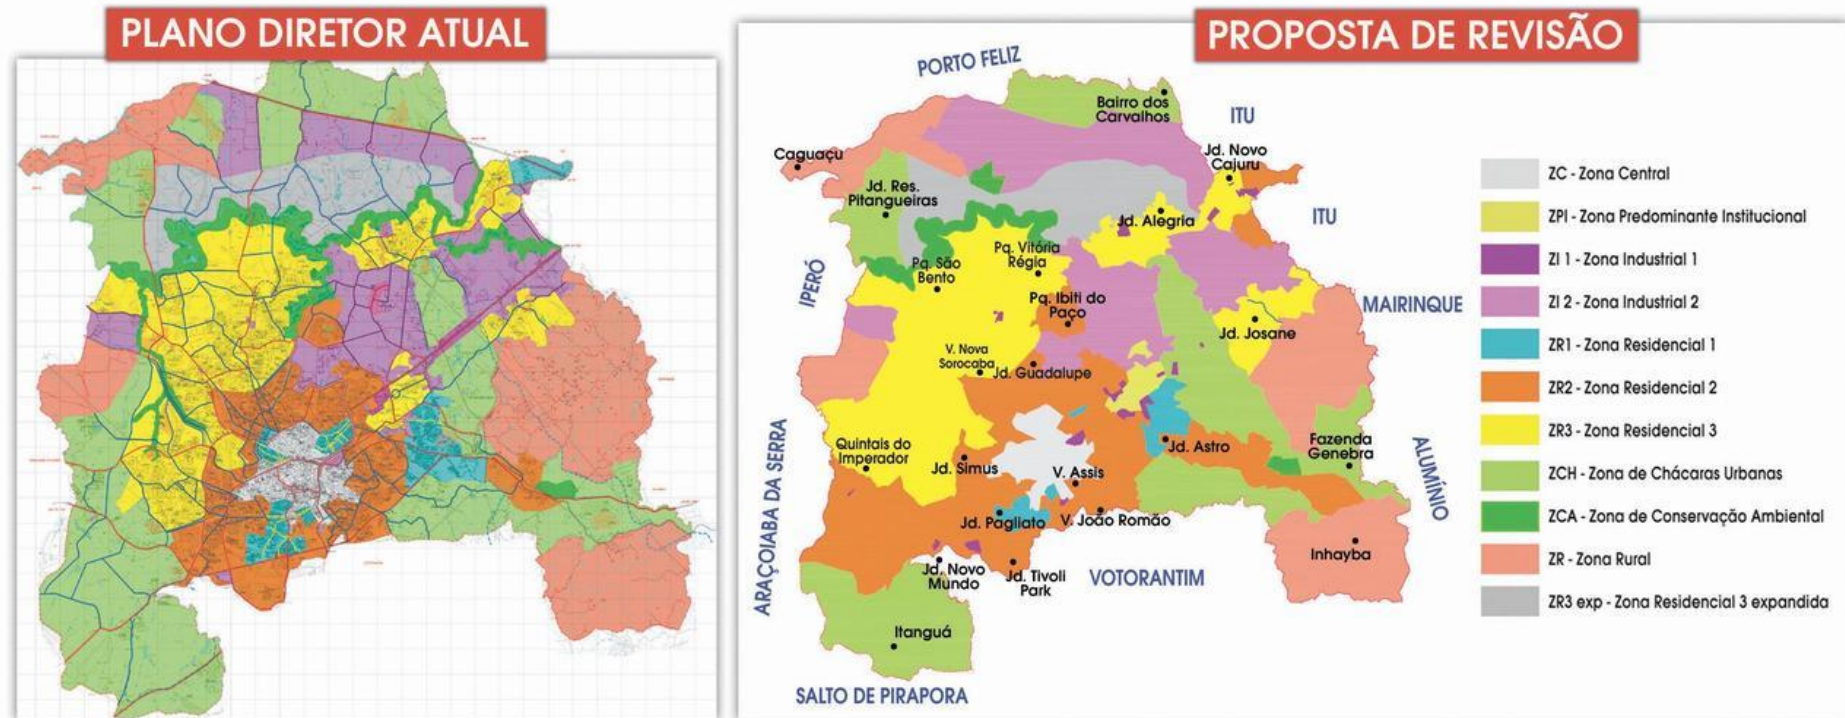 PLANO DIRETOR ATUAL
PROPOSTA DE REVISÃO
PORTO FELIZ
Bairro dos
Carvalhos
ITU
Caguaçu
Jd. Novo
Cajuru
Jd. Res.
Pitangueiras
Jd. Alegria
ITU
Pq. Vitória
Régia
Pq. São
Bento
IPERÓ
Pq. Ibiti do
Paço
MAIRINQUE
Jd. Josane
V. Nova
Sorocaba
Jd. Guadalupe
Quintais do
Imperador
Jd. Simus
Jd. Astro
Fazenda
Genebra
V. Assis
ARAÇOIABA DA SERRA
ALUMÍNIO
Jd. Pagliato
V. João Romão
Inhayba
Jd. Novo
Mundo
Jd. Tivoli
Park
VOTORANTIM
Itanguá
SALTO DE PIRAPORA
ZC - Zona Central
ZPI - Zona Predominante Institucional
ZI 1 - Zona Industrial 1
ZI 2 - Zona Industrial 2
ZR1 - Zona Residencial 1
ZR2 - Zona Residencial 2
ZR3 - Zona Residencial 3
ZCH - Zona de Chácaras Urbanas
ZCA - Zona de Conservação Ambiental
ZR - Zona Rural
ZR3 exp - Zona Residencial 3 expandida